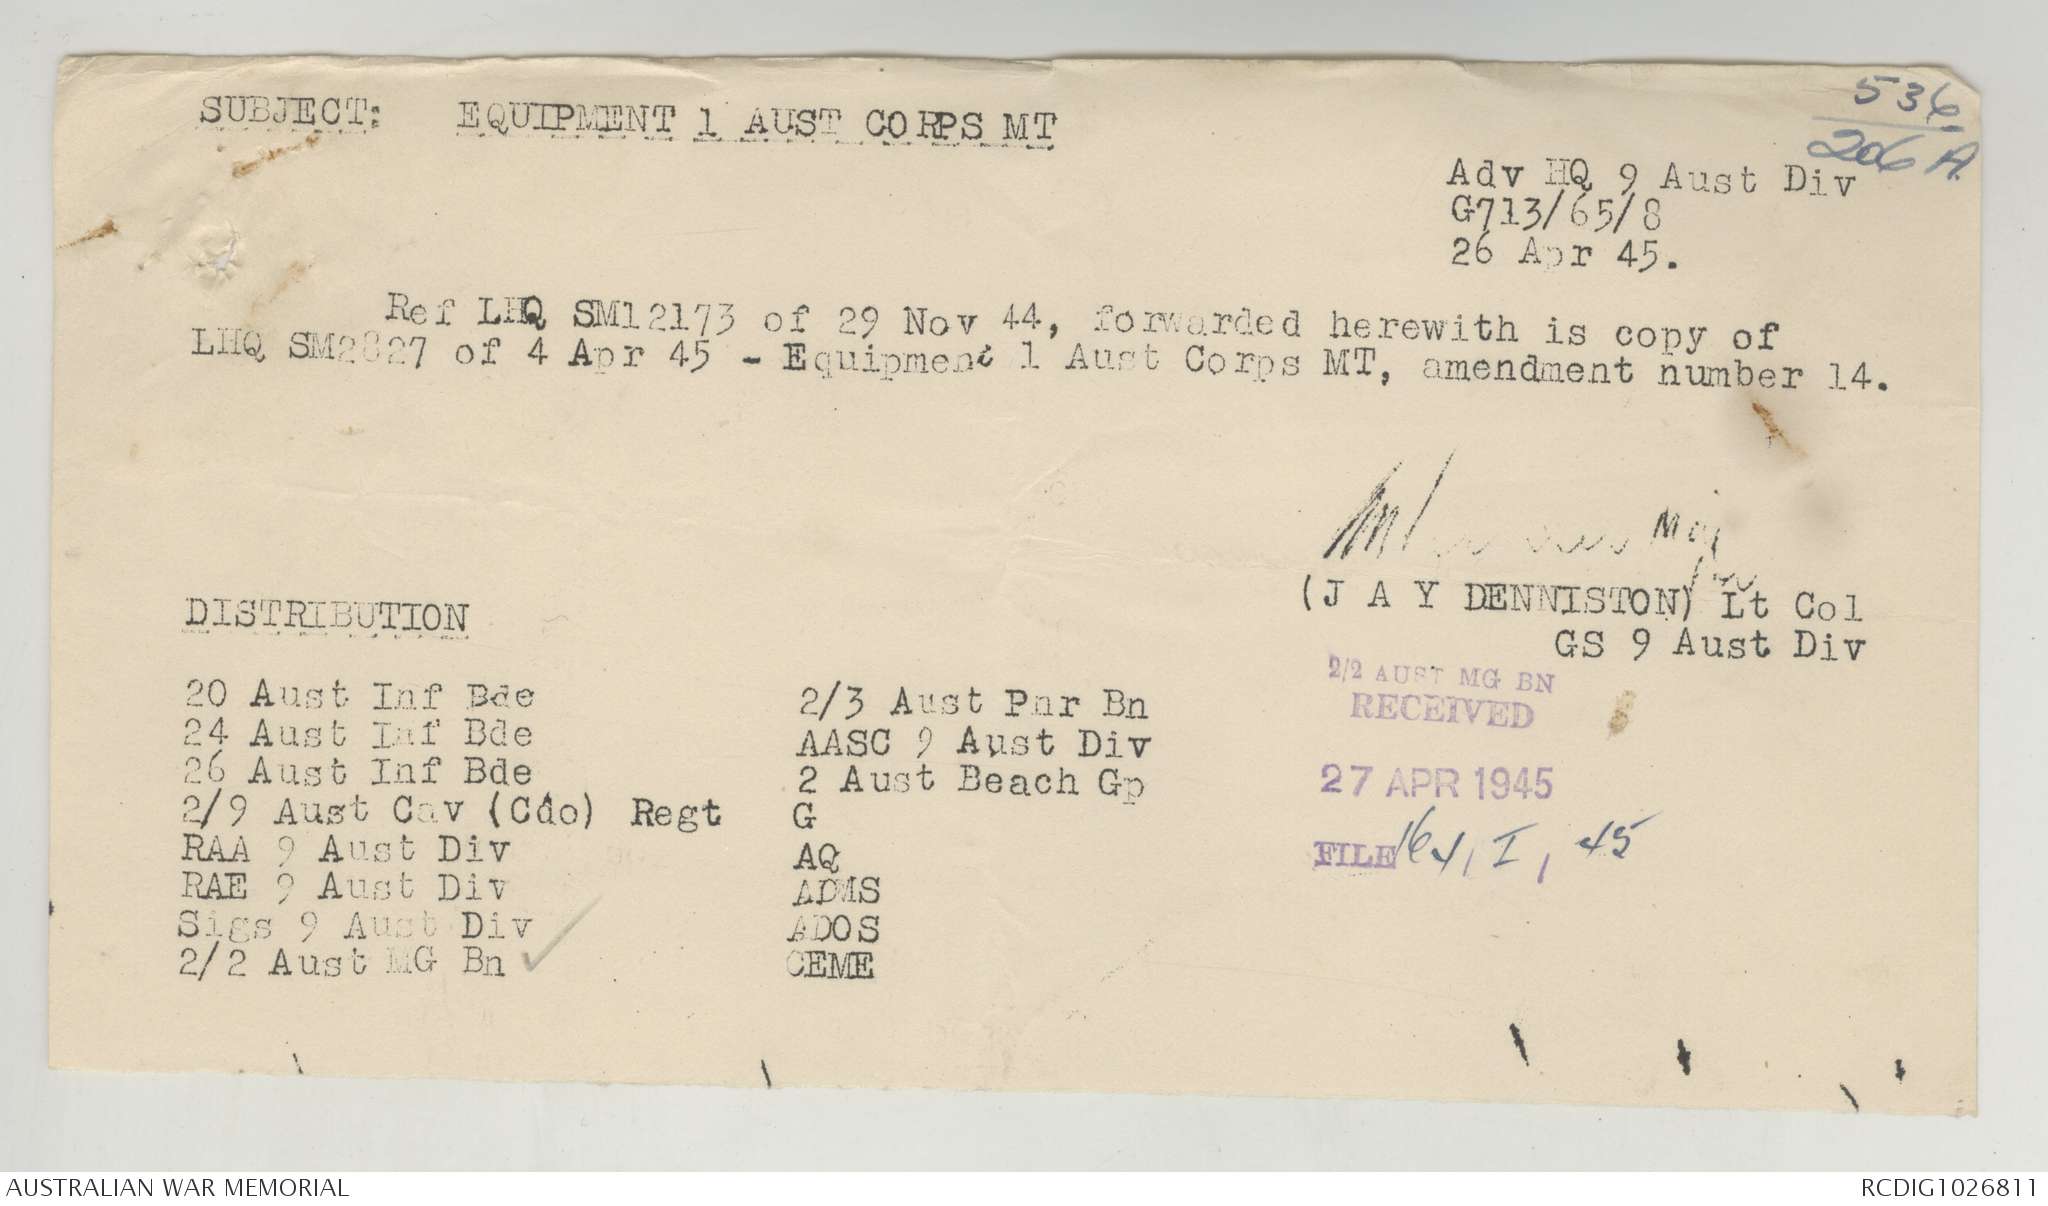 SUBJECT: EQUIPMENT 1 AUST CORPS MT
536
206 A.
Adv HQ 9 Aust Div
G713/65/8
26 Apr 45.
Ref LHQ SM12173 of 29 Nov 44, forwarded herewith is copy of
LHQ SM2827 of 4 Apr 45 - Equipment 1 Aust Corps MT, amendment number 14.
Maj
for
(J A Y DENNISTON) Lt Col
GS 9 Aust Div
DISTRIBUTION
20 Aust Inf Bde
24 Aust Inf Bde
26 Aust Inf Bde
2/9 Aust Cav (Cdo) Regt
RAA 9 Aust Div
RAE 9 Aust Div
Sigs 9 Aust Div
2/2 Aust MG Bn
2/3 Aust Pnr Bn
AASC 9 Aust Div
2 Aust Beach Gp
G
AQ
ADMS
ADOS
CEME
2/2 AUST MG BN
RECEIVED
27 APR 1945
FILE
AUSTRALIAN WAR MEMORIAL
RCDIG1026811